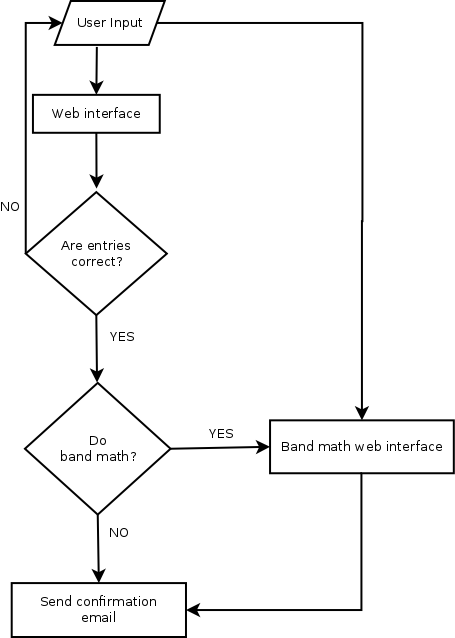 User Input
Web interface
NO
Are entries
correct?
YES
Do
band math?
YES
Band math web interface
NO
Send confirmation
email